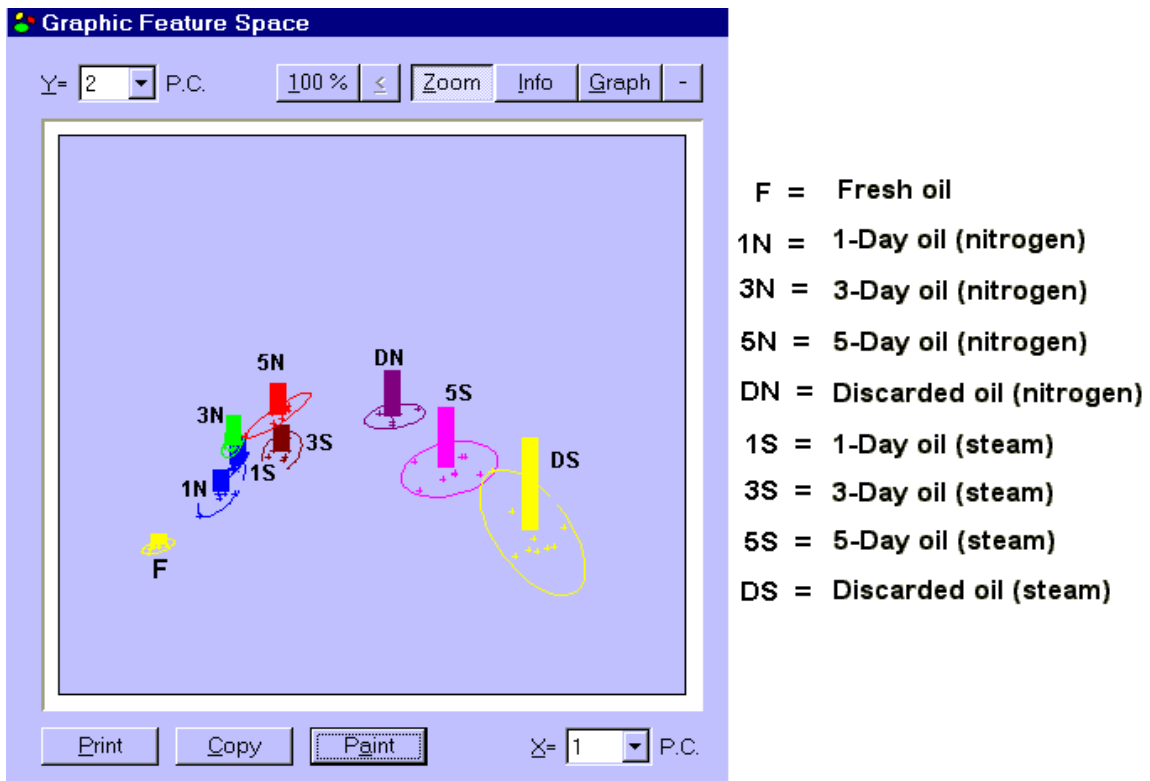 Graphic Feature Space
Y= 2 P.C. 100 % < Zoom Info Graph -
5N
DN
5S
3N
3S
1S
1N
DS
F
F = Fresh oil
1N = 1-Day oil (nitrogen)
3N = 3-Day oil (nitrogen)
5N = 5-Day oil (nitrogen)
DN = Discarded oil (nitrogen)
1S = 1-Day oil (steam)
3S = 3-Day oil (steam)
5S = 5-Day oil (steam)
DS = Discarded oil (steam)
Print Copy Paint X= 1 P.C.